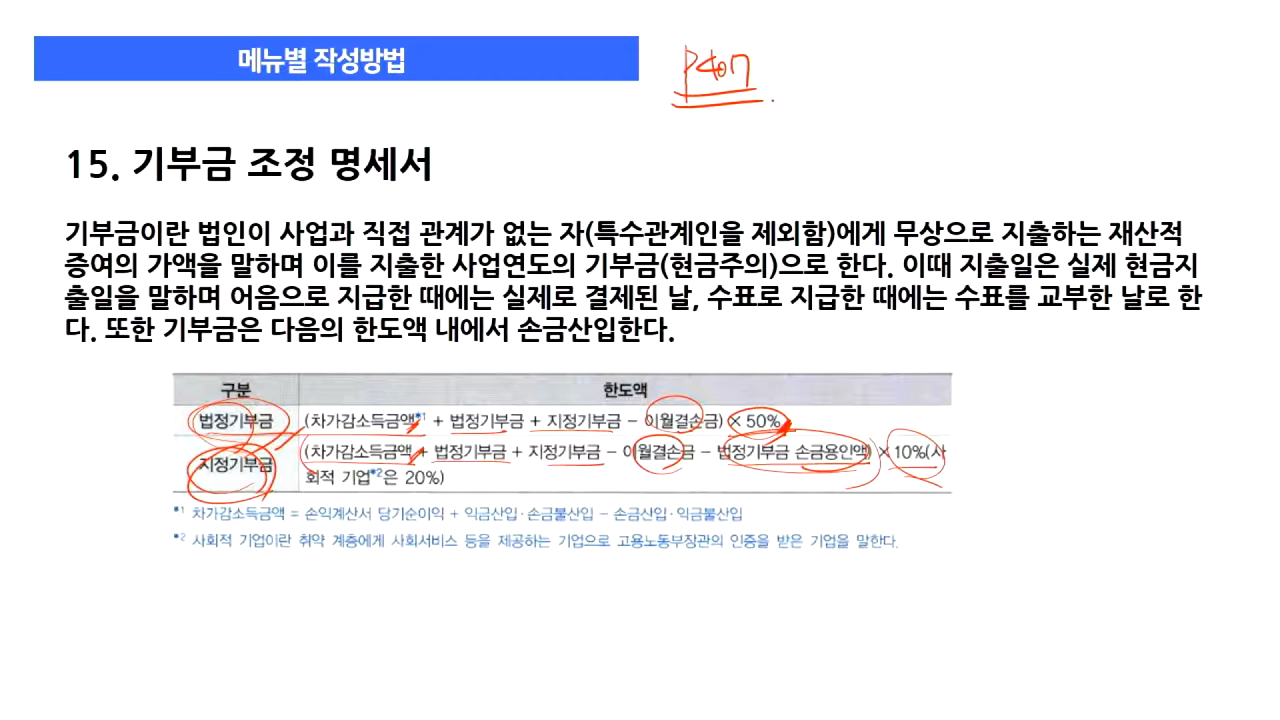 메뉴별 작성방법
P407
15. 기부금 조정 명세서
기부금이란 법인이 사업과 직접 관계가 없는 자(특수관계인을 제외함)에게 무상으로 지출하는 재산적
증여의 가액을 말하며 이를 지출한 사업연도의 기부금(현금주의)으로 한다. 이때 지출일은 실제 현금지
출일을 말하며 어음으로 지급한 때에는 실제로 결제된 날, 수표로 지급한 때에는 수표를 교부한 날로 한
다. 또한 기부금은 다음의 한도액 내에서 손금산입한다.
구분 한도액
법정기부금 (차가감소득금액*1 + 법정기부금 + 지정기부금 - 이월결손금) × 50%
지정기부금 (차가감소득금액 + 법정기부금 + 지정기부금 - 이월결손금 - 법정기부금 손금용인액) × 10%(사
회적 기업*2은 20%)
*1 차가감소득금액 = 손익계산서 당기순이익 + 익금산입·손금불산입 - 손금산입·익금불산입
*2 사회적 기업이란 취약 계층에게 사회서비스 등을 제공하는 기업으로 고용노동부장관의 인증을 받은 기업을 말한다.